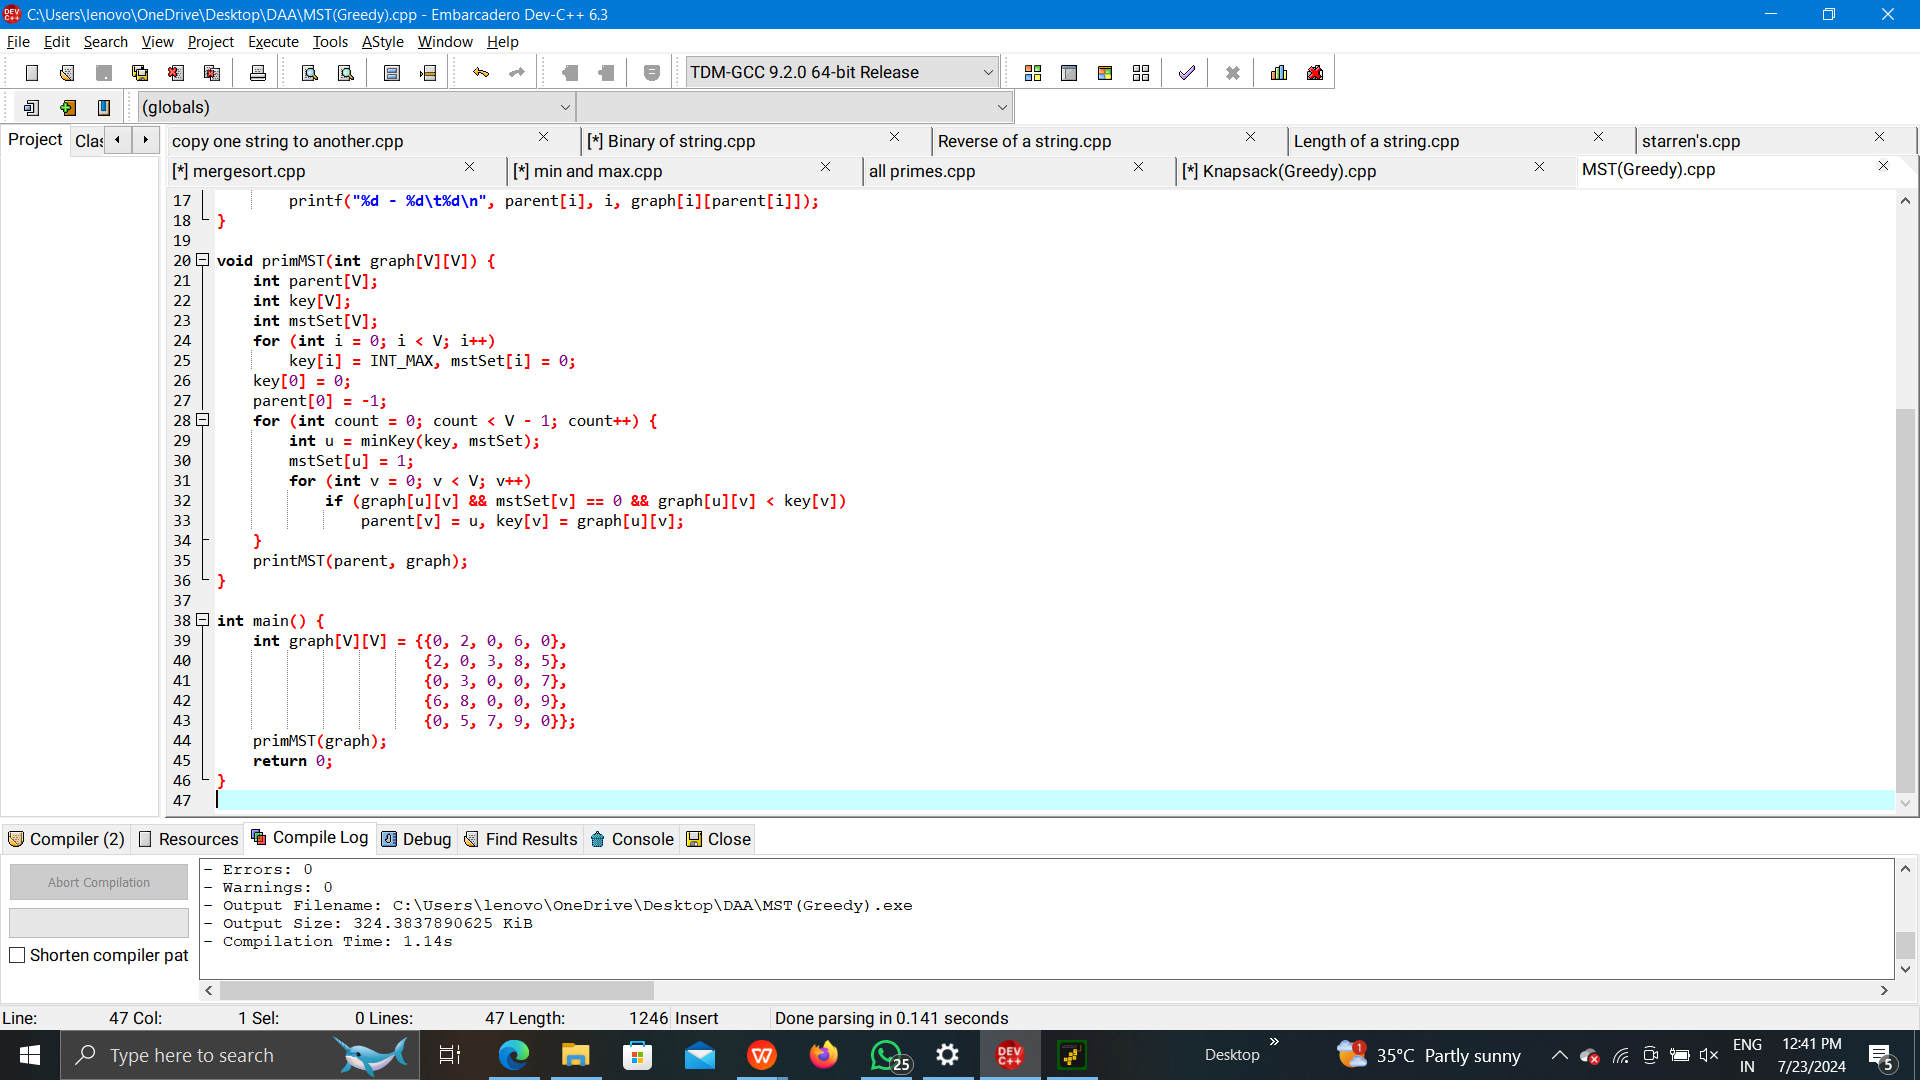 C:\Users\lenovo\OneDrive\Desktop\DAA\MST(Greedy).cpp - Embarcadero Dev-C++ 6.3
File Edit Search View Project Execute Tools AStyle Window Help
TDM-GCC 9.2.0 64-bit Release
(globals)
Project Clas
copy one string to another.cpp [*] Binary of string.cpp Reverse of a string.cpp Length of a string.cpp starren's.cpp
[*] mergesort.cpp [*] min and max.cpp all primes.cpp [*] Knapsack(Greedy).cpp MST(Greedy).cpp
17 printf("%d - %d\t%d\n", parent[i], i, graph[i][parent[i]]);
18 }
19
20 void primMST(int graph[V][V]) {
21 int parent[V];
22 int key[V];
23 int mstSet[V];
24 for (int i = 0; i < V; i++)
25 key[i] = INT_MAX, mstSet[i] = 0;
26 key[0] = 0;
27 parent[0] = -1;
28 for (int count = 0; count < V - 1; count++) {
29 int u = minKey(key, mstSet);
30 mstSet[u] = 1;
31 for (int v = 0; v < V; v++)
32 if (graph[u][v] && mstSet[v] == 0 && graph[u][v] < key[v])
33 parent[v] = u, key[v] = graph[u][v];
34 }
35 printMST(parent, graph);
36 }
37
38 int main() {
39 int graph[V][V] = {{0, 2, 0, 6, 0},
40 {2, 0, 3, 8, 5},
41 {0, 3, 0, 0, 7},
42 {6, 8, 0, 0, 9},
43 {0, 5, 7, 9, 0}};
44 primMST(graph);
45 return 0;
46 }
47
Compiler (2) Resources Compile Log Debug Find Results Console Close
Abort Compilation
Shorten compiler pat
- Errors: 0
- Warnings: 0
- Output Filename: C:\Users\lenovo\OneDrive\Desktop\DAA\MST(Greedy).exe
- Output Size: 324.3837890625 KiB
- Compilation Time: 1.14s
Line: 47 Col: 1 Sel: 0 Lines: 47 Length: 1246 Insert Done parsing in 0.141 seconds
Type here to search
W
25
DEV C++
Desktop
1
35°C Partly sunny
ENG
IN
12:41 PM
7/23/2024
5